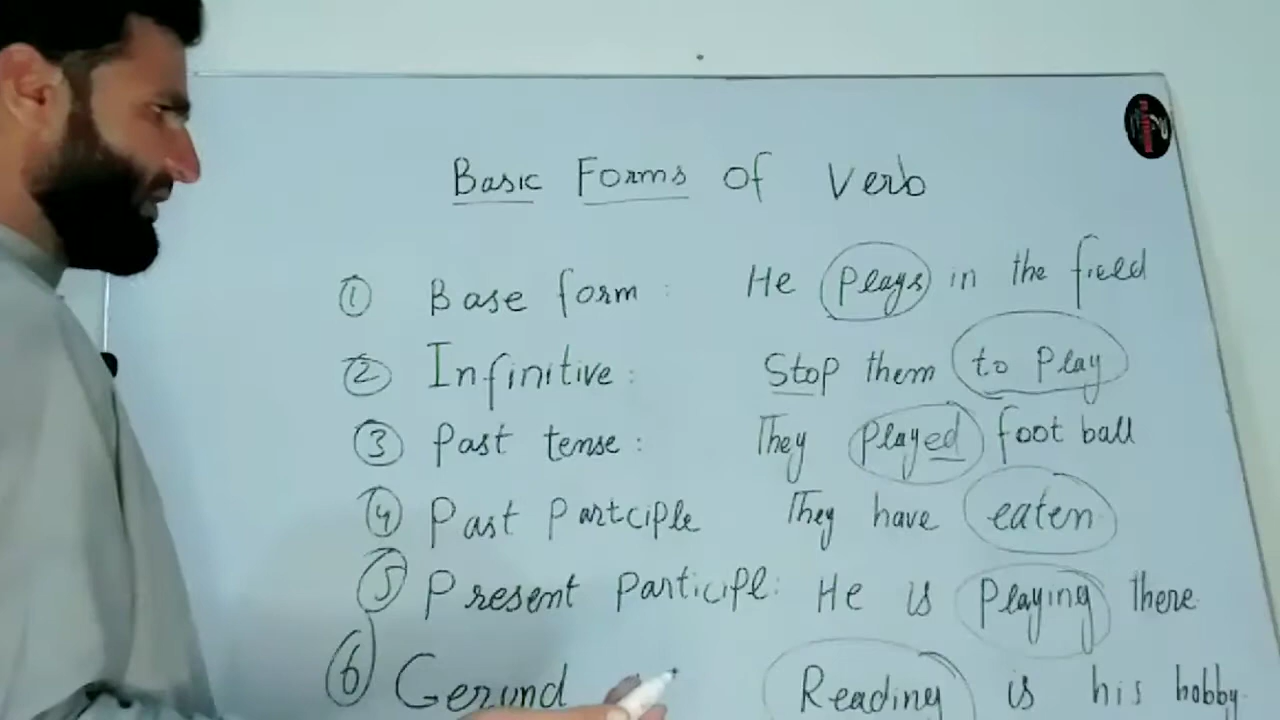 Basic Forms of Verb
① Base form : He plays in the field
② Infinitive : Stop them to play
③ Past tense : They played foot ball
④ Past Partciple They have eaten
⑤ Present Participl : He is Playing there
⑥ Gerund Reading is his hobby.